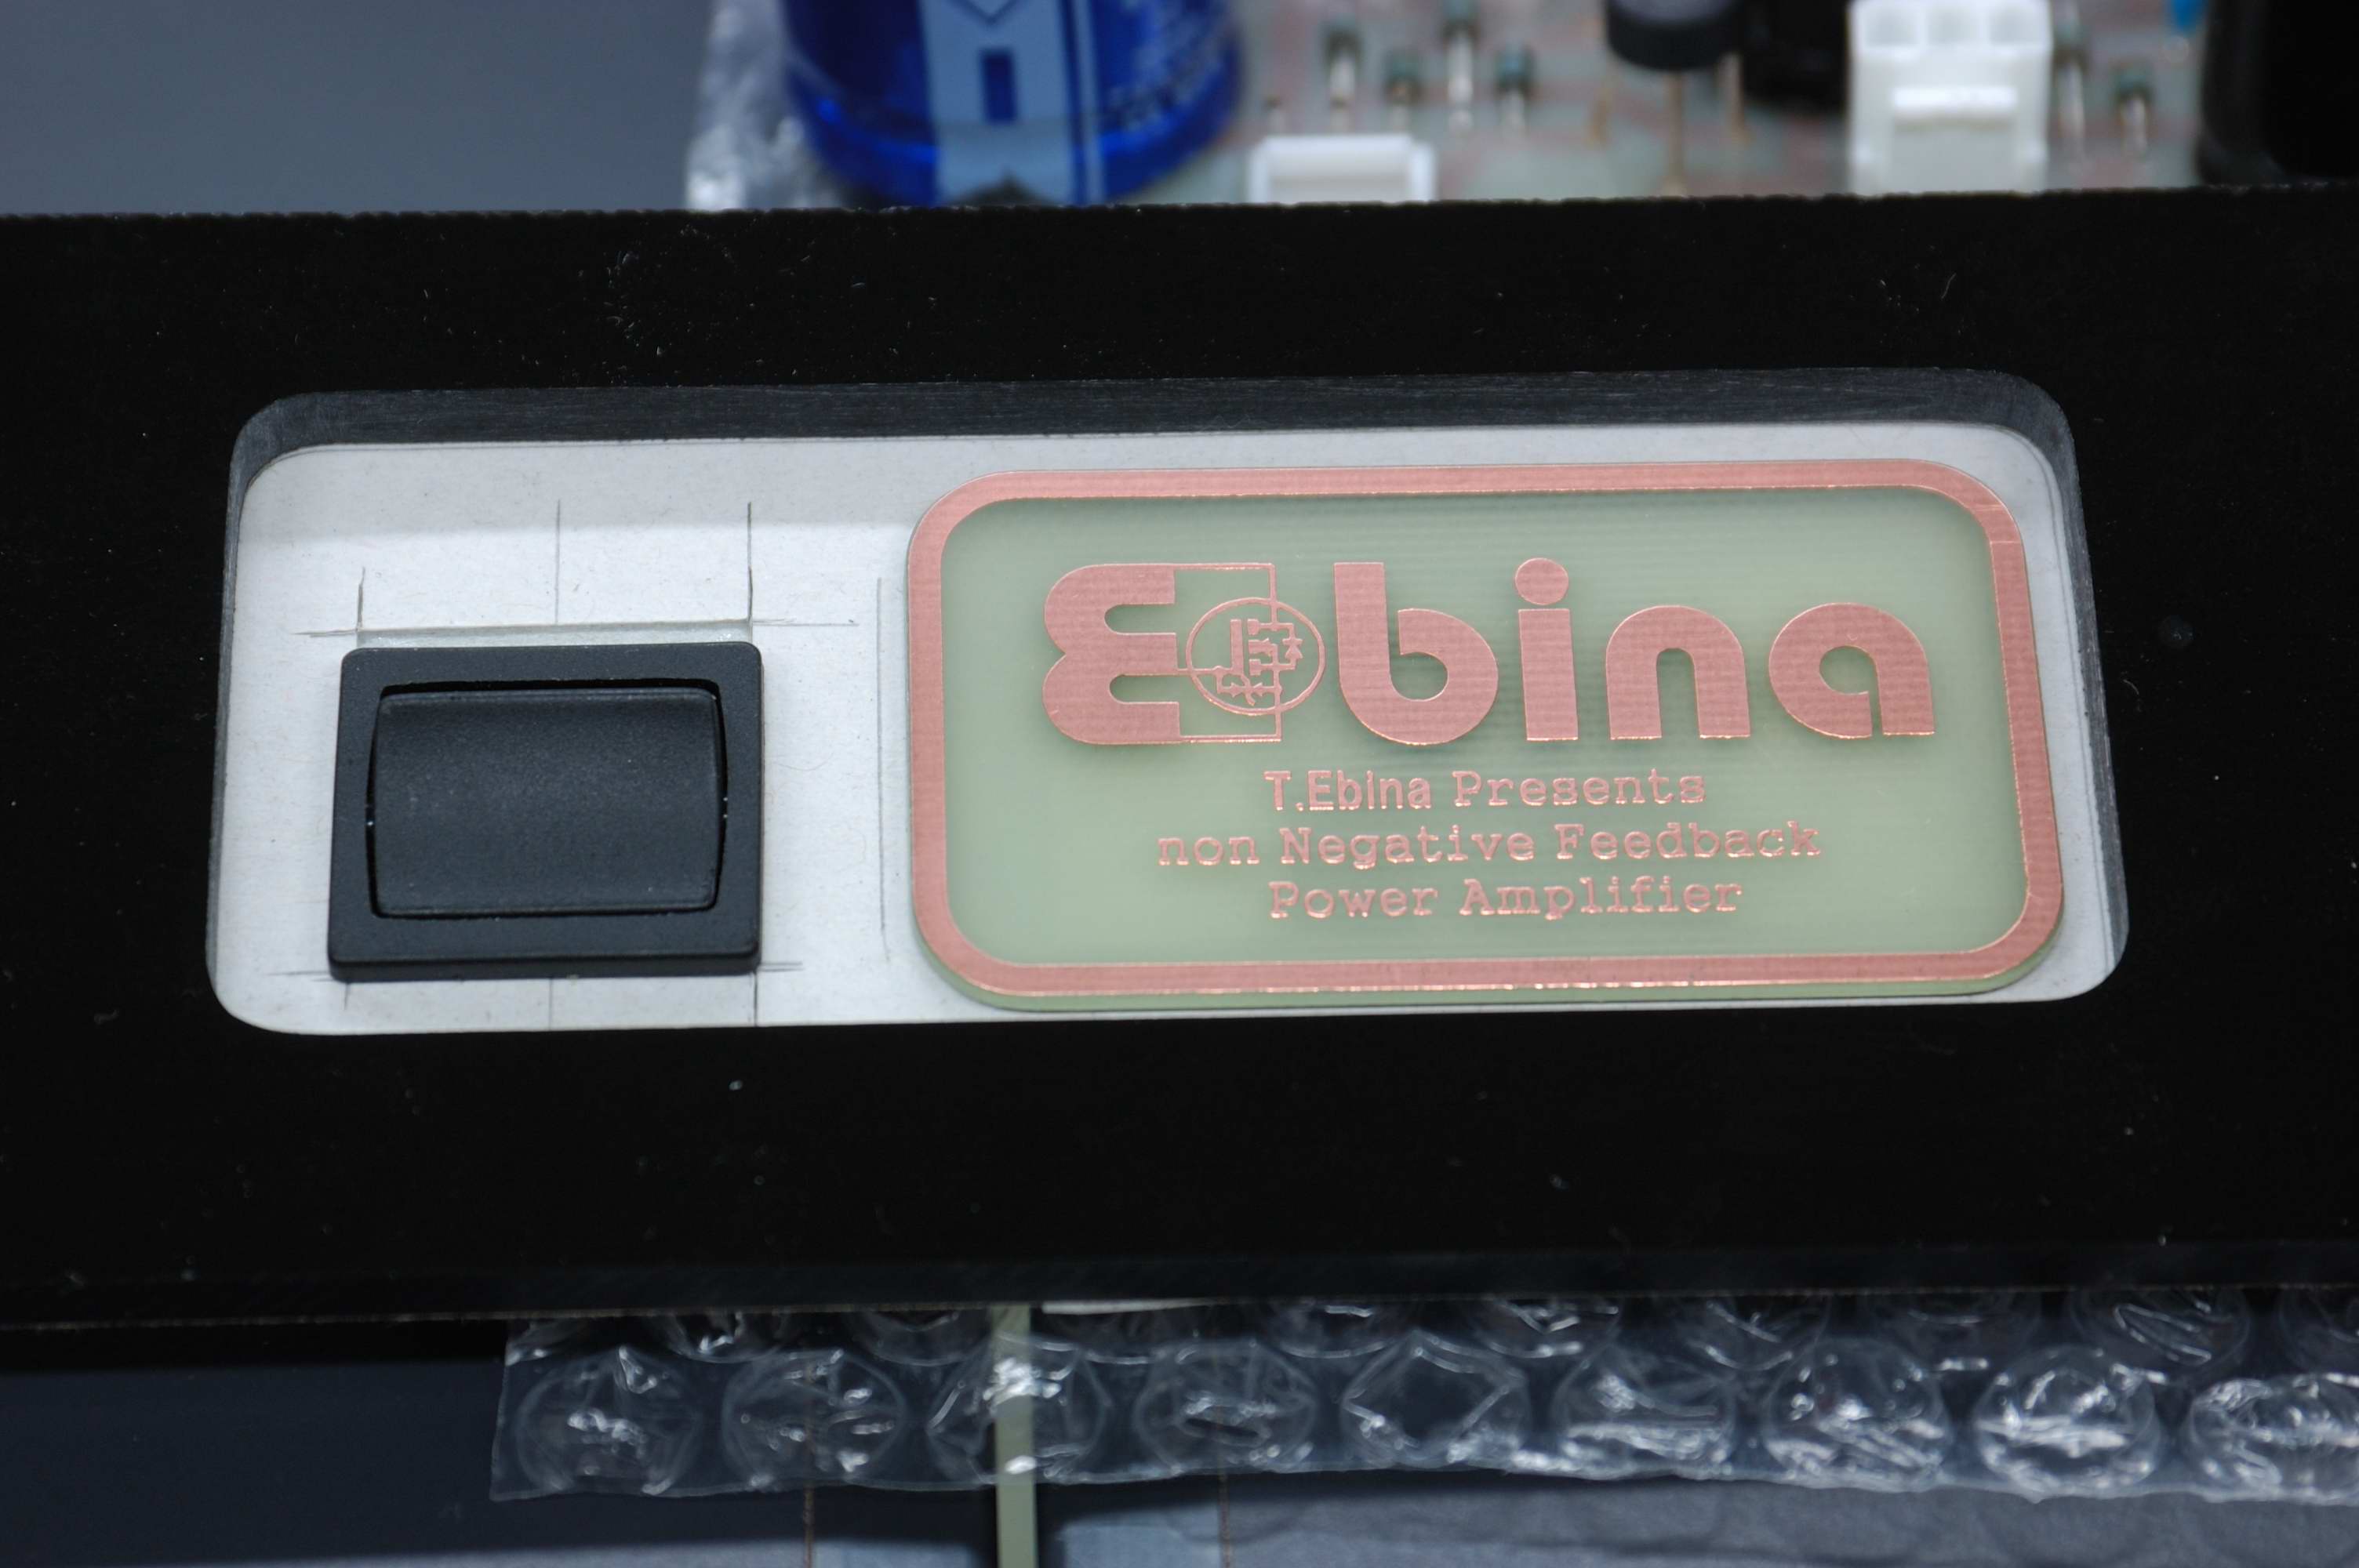 Ebina
T.Ebina Presents
non Negative Feedback
Power Amplifier